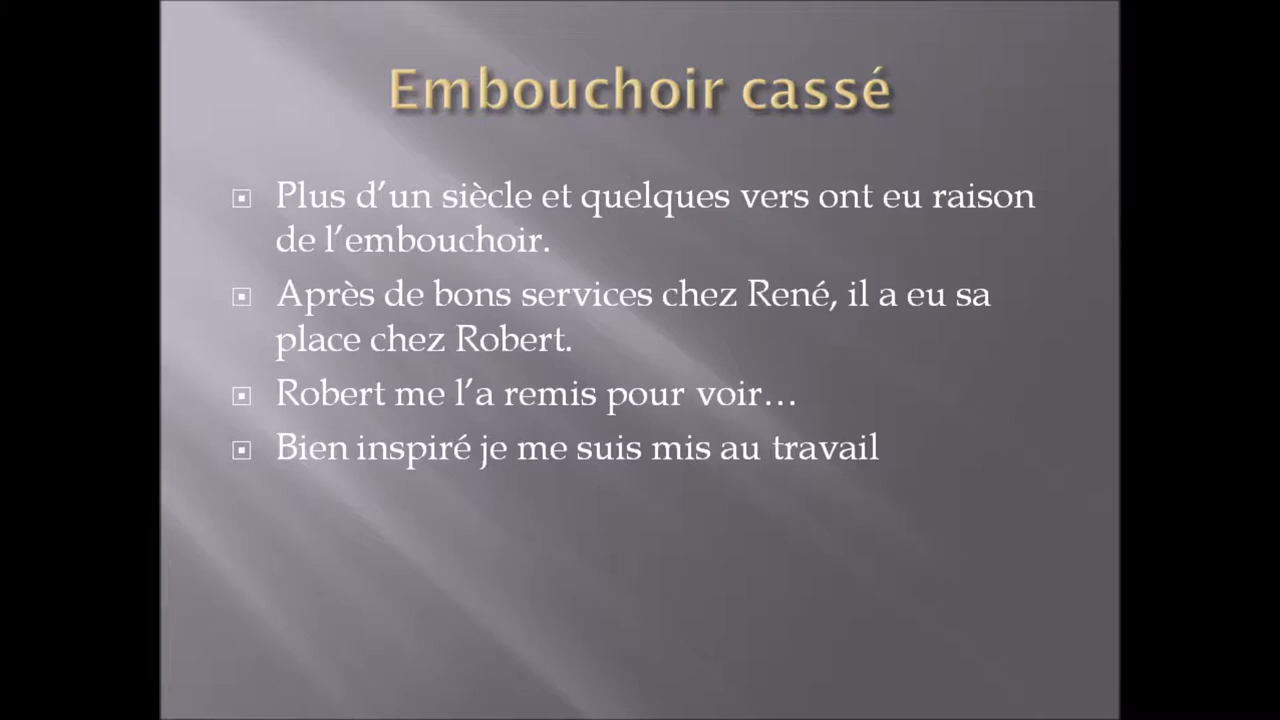 Embouchoir cassé
Plus d’un siècle et quelques vers ont eu raison
de l’embouchoir.
Après de bons services chez René, il a eu sa
place chez Robert.
Robert me l’a remis pour voir…
Bien inspiré je me suis mis au travail